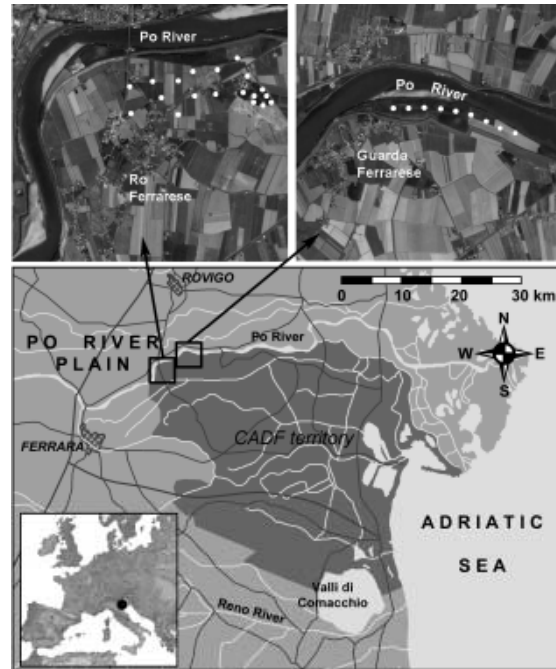 Po River
Ro
Ferrarese
Po River
Guarda
Ferrarese
ROVIGO
0 10 20 30 km
PO RIVER
PLAIN
Po River
N
W E
S
FERRARA
CADF territory
ADRIATIC
SEA
Valli di
Comacchio
Reno River